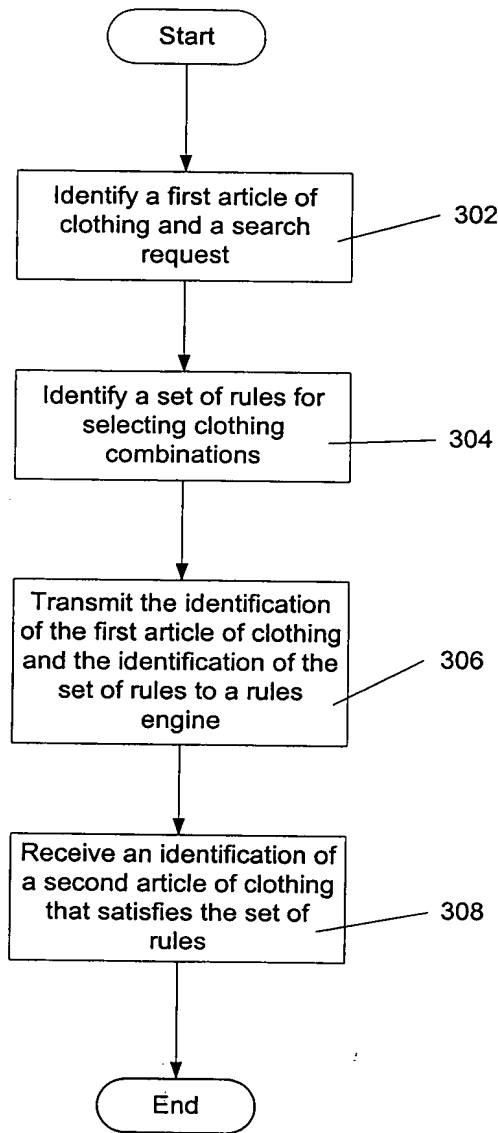 Start
Identify a first article of
clothing and a search
request
302
Identify a set of rules for
selecting clothing
combinations
304
Transmit the identification
of the first article of clothing
and the identification of the
set of rules to a rules
engine
306
Receive an identification of
a second article of clothing
that satisfies the set of
rules
308
End